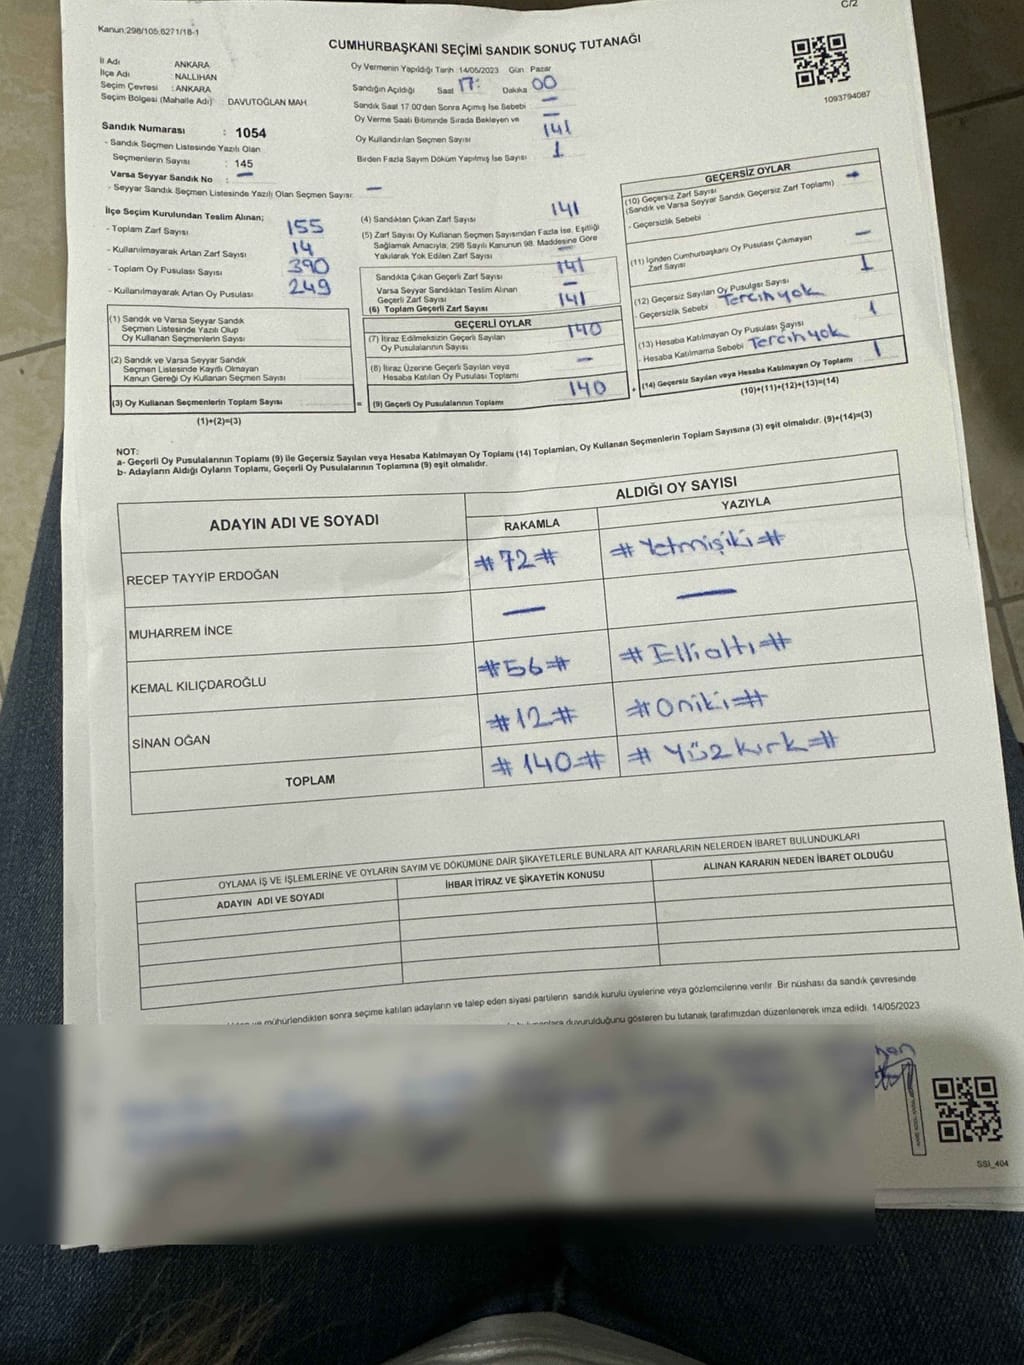 C/2
Kanun;298/105,6271/18-1
CUMHURBAŞKANI SEÇİMİ SANDIK SONUÇ TUTANAĞI
İl Adı ANKARA
İlçe Adı : NALLIHAN
Seçim Çevresi : ANKARA
Seçim Bölgesi (Mahalle Adı) DAVUTOĞLAN MAH
Oy Vermenin Yapıldığı Tarih :14/05/2023 Gün Pazar
Sandığın Açıldığı Saat 17: Dakika 00
Sandık Saat 17 00'den Sonra Açımış İse Sebebi —
Oy Verme Saati Bitiminde Sırada Bekleyen ve —
Oy Kullandırılan Seçmen Sayısı 141
Birden Fazla Sayım Döküm Yapılmış İse Sayısı 1
1093794087
Sandık Numarası : 1054
- Sandık Seçmen Listesinde Yazılı Olan
Seçmenlerin Sayısı : 145
Varsa Seyyar Sandık No : —
- Seyyar Sandık Seçmen Listesinde Yazılı Olan Seçmen Sayısı: —
İlçe Seçim Kurulundan Teslim Alınan;
- Toplam Zarf Sayısı 155
- Kullanılmayarak Artan Zarf Sayısı 14
- Toplam Oy Pusulası Sayısı 390
- Kullanılmayarak Artan Oy Pusulası 249
(1) Sandık ve Varsa Seyyar Sandık
Seçmen Listesinde Yazılı Olup
Oy Kullanan Seçmenlerin Sayısı
(2) Sandık ve Varsa Seyyar Sandık
Seçmen Listesinde Kayıtlı Olmayan
Kanun Gereği Oy Kullanan Seçmen Sayısı
(3) Oy Kullanan Seçmenlerin Toplam Sayısı =
(1)+(2)=(3)
(4) Sandıktan Çıkan Zarf Sayısı 141
(5) Zarf Sayısı Oy Kullanan Seçmen Sayısından Fazla İse, Eşitliği
Sağlamak Amacıyla, 298 Sayılı Kanunun 98. Maddesine Göre
Yakılarak Yok Edilen Zarf Sayısı —
Sandıkta Çıkan Geçerli Zarf Sayısı 141
Varsa Seyyar Sandıktan Teslim Alınan
Geçerli Zarf Sayısı —
(6) Toplam Geçerli Zarf Sayısı 141
GEÇERLİ OYLAR
(7) İtiraz Edilmeksizin Geçerli Sayılan
Oy Pusulalarının Sayısı 140
(8) İtiraz Üzerine Geçerli Sayılan veya
Hesaba Katılan Oy Pusulası Toplamı —
(9) Geçerli Oy Pusulalarının Toplamı 140 +
GEÇERSİZ OYLAR
(10) Geçersiz Zarf Sayısı
(Sandık ve Varsa Seyyar Sandık Geçersiz Zarf Toplamı) —
- Geçersizlik Sebebi
(11) İçinden Cumhurbaşkanı Oy Pusulası Çıkmayan
Zarf Sayısı —
(12) Geçersiz Sayılan Oy Pusulası Sayısı 1
- Geçersizlik Sebebi Tercih yok
(13) Hesaba Katılmayan Oy Pusulası Sayısı 1
- Hesaba Katılmama Sebebi Tercih yok
(14) Geçersiz Sayılan veya Hesaba Katılmayan Oy Toplamı 1
(10)+(11)+(12)+(13)=(14)
NOT:
a- Geçerli Oy Pusulalarının Toplamı (9) ile Geçersiz Sayılan veya Hesaba Katılmayan Oy Toplamı (14) Toplamları, Oy Kullanan Seçmenlerin Toplam Sayısına (3) eşit olmalıdır. (9)+(14)=(3)
b- Adayların Aldığı Oyların Toplamı, Geçerli Oy Pusulalarının Toplamına (9) eşit olmalıdır.
ADAYIN ADI VE SOYADI
ALDIĞI OY SAYISI
RAKAMLA YAZIYLA
RECEP TAYYİP ERDOĞAN #72# #Yetmişiki#
MUHARREM İNCE — —
KEMAL KILIÇDAROĞLU #56# #Ellialtı#
SİNAN OĞAN #12# #Oniki#
TOPLAM #140# #Yüzkırk#
OYLAMA İŞ VE İŞLEMLERİNE VE OYLARIN SAYIM VE DÖKÜMÜNE DAİR ŞİKAYETLERLE BUNLARA AİT KARARLARIN NELERDEN İBARET BULUNDUKLARI
ADAYIN ADI VE SOYADI İHBAR İTİRAZ VE ŞİKAYETİN KONUSU ALINAN KARARIN NEDEN İBARET OLDUĞU
ve mühürlendikten sonra seçime katılan adayların ve talep eden siyasi partilerin sandık kurulu üyelerine veya gözlemcilerine verilir. Bir nüshası da sandık çevresinde
duyurulduğunu gösteren bu tutanak tarafımızdan düzenlenerek imza edildi. 14/05/2023
SSI_404